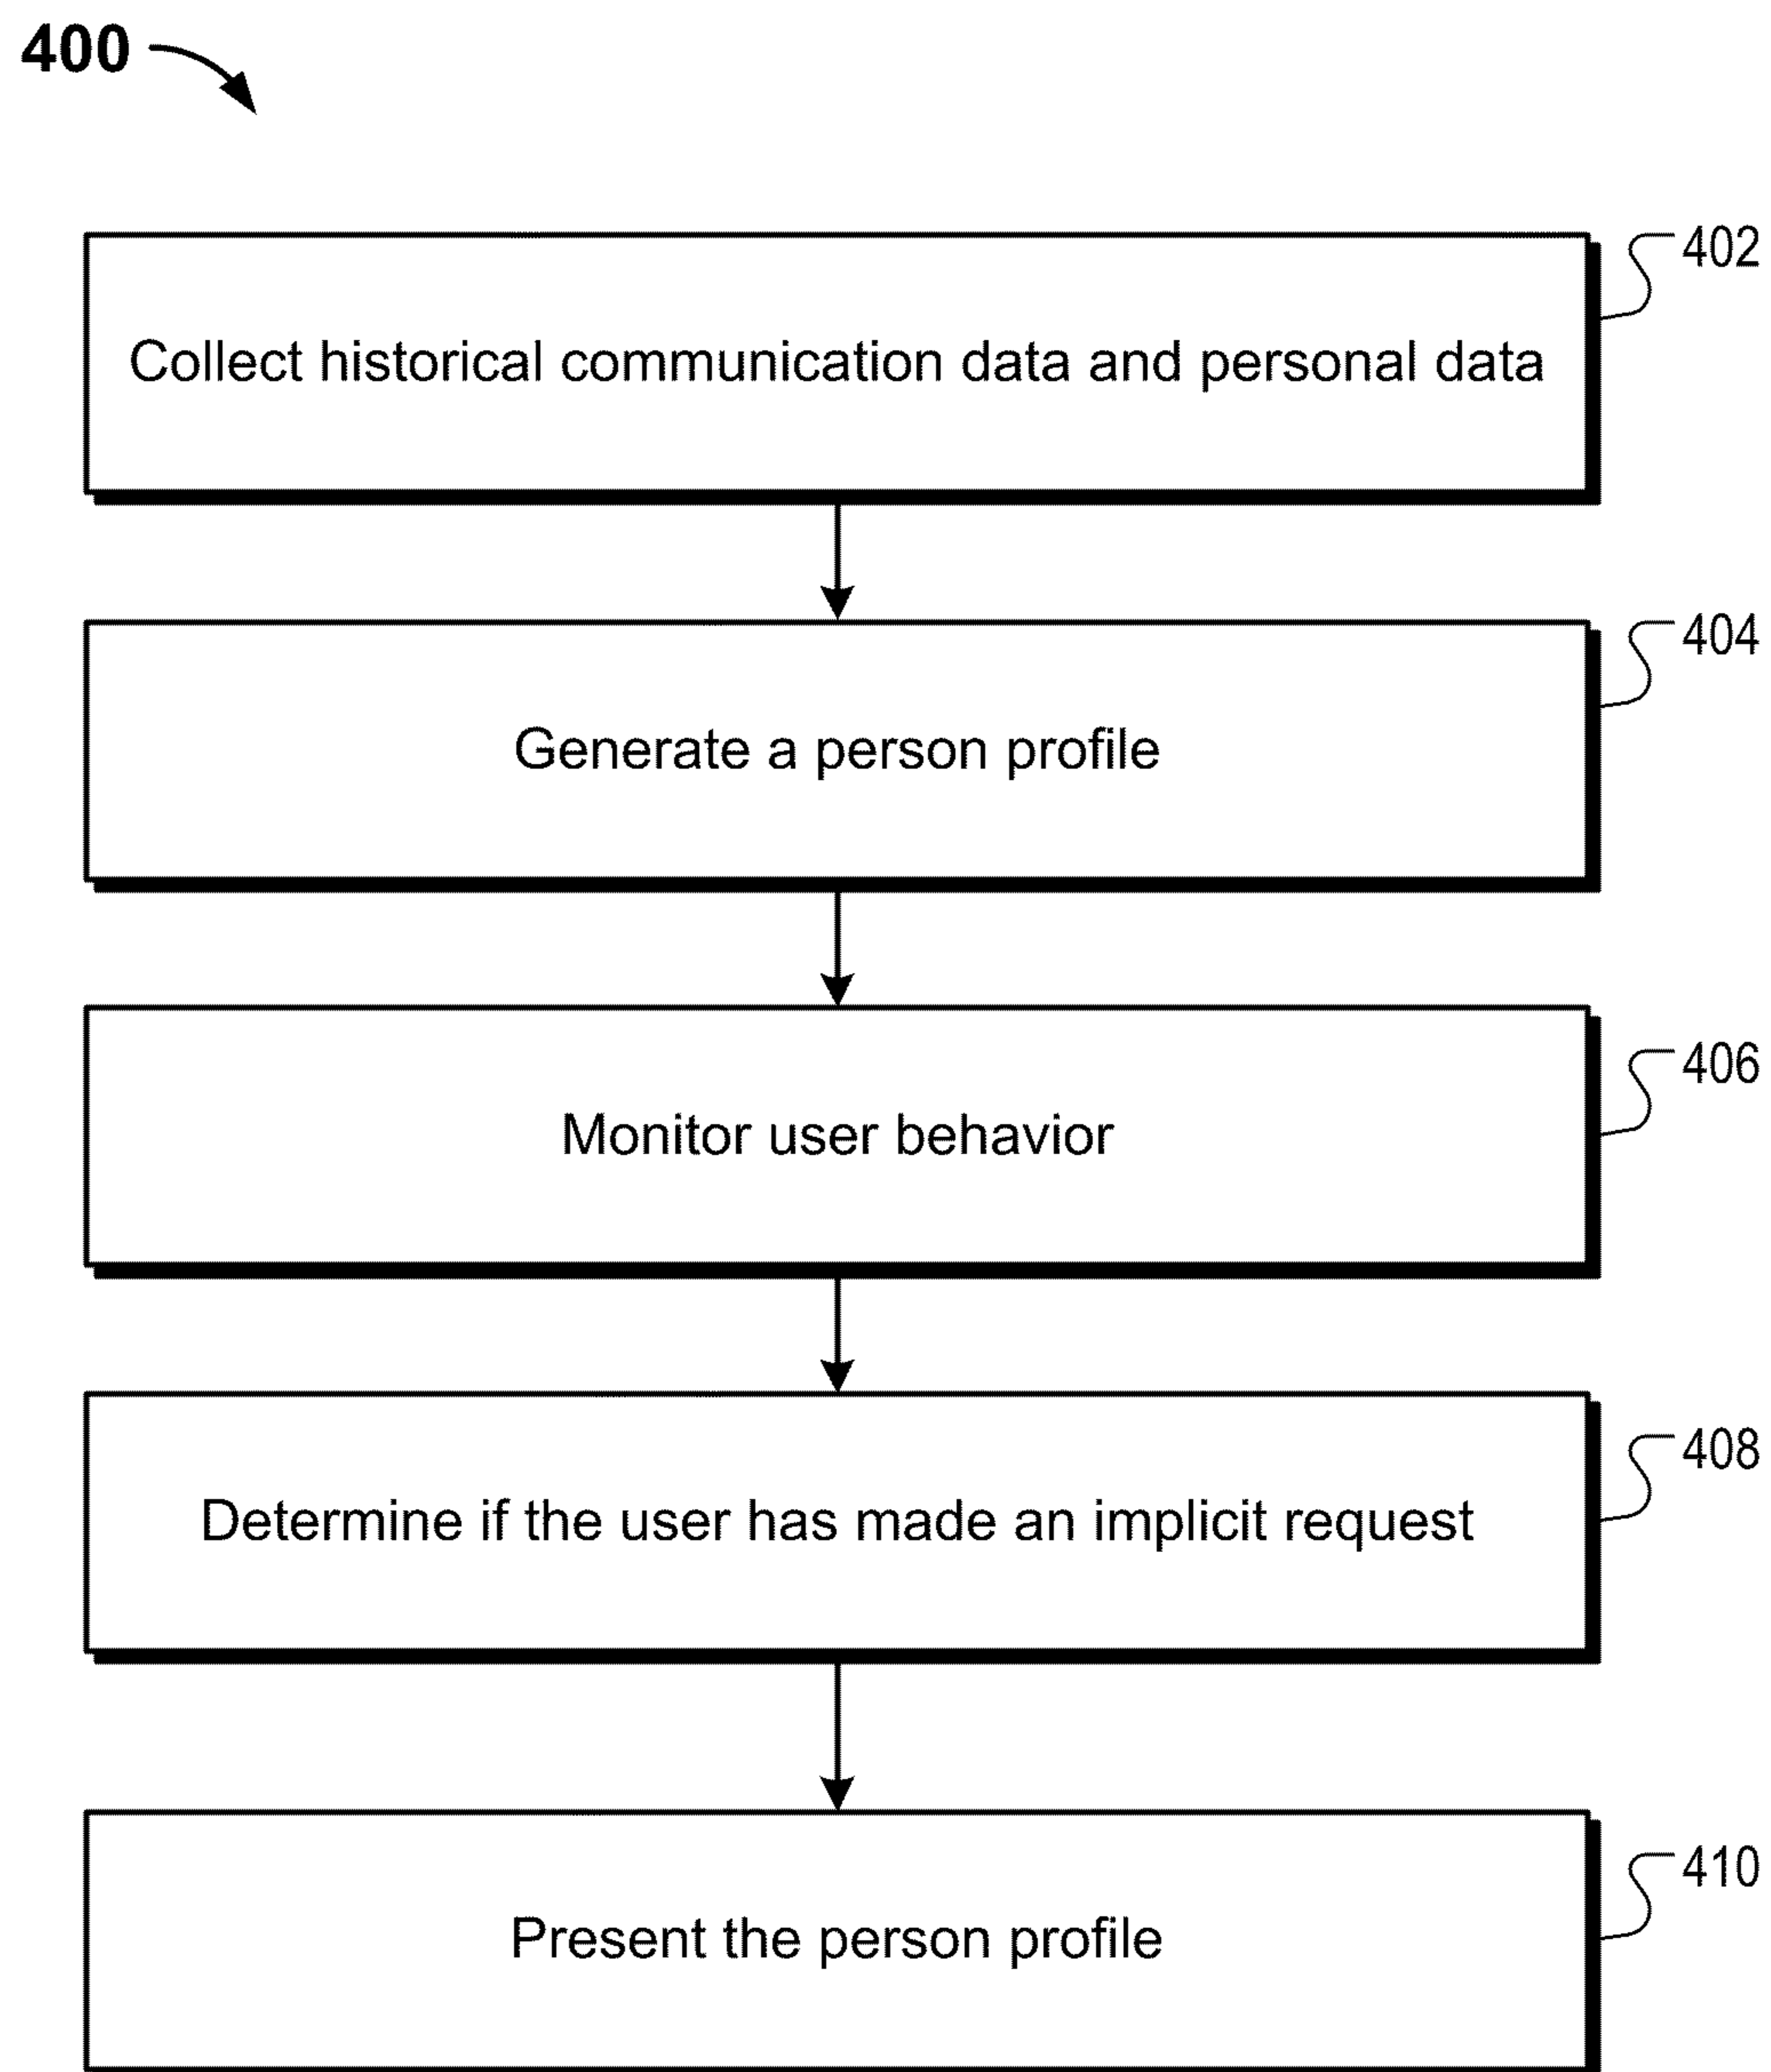 400
402
Collect historical communication data and personal data
404
Generate a person profile
406
Monitor user behavior
408
Determine if the user has made an implicit request
410
Present the person profile